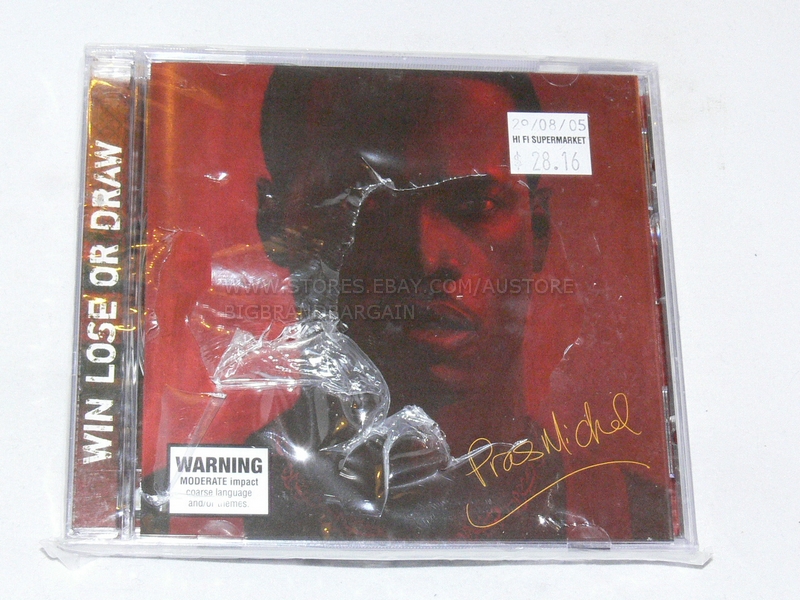 WIN LOSE OR DRAW
29/08/05
HI FI SUPERMARKET
$ 28.16
WWW.STORES.EBAY.COM/AUSTORE
BIGBRANDBARGAIN
Pras Michel
WARNING
MODERATE impact
coarse language
and/or themes.